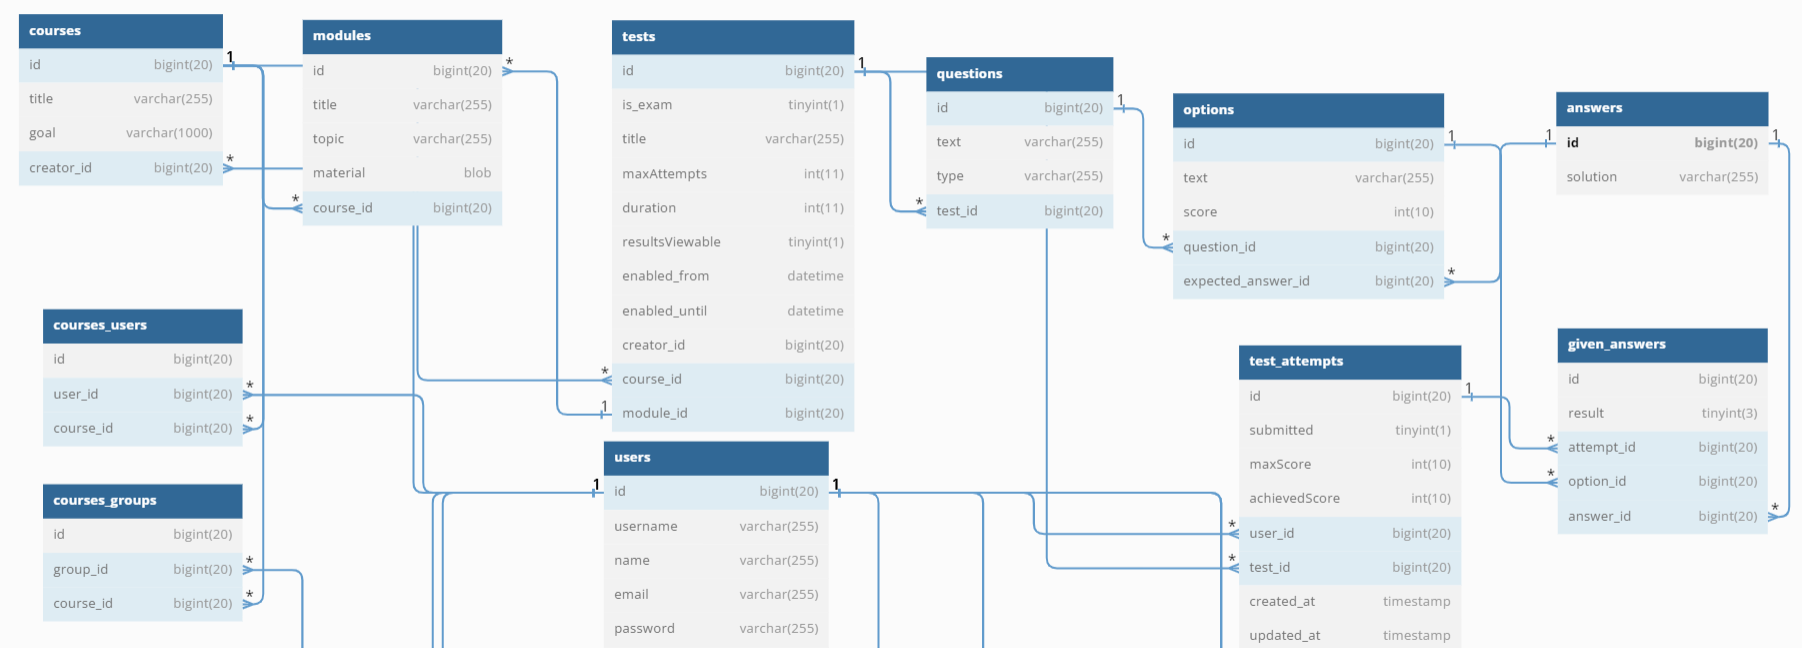 courses
id bigint(20)
title varchar(255)
goal varchar(1000)
creator_id bigint(20)
1
*
modules
id bigint(20)
title varchar(255)
topic varchar(255)
material blob
course_id bigint(20)
*
*
tests
id bigint(20)
is_exam tinyint(1)
title varchar(255)
maxAttempts int(11)
duration int(11)
resultsViewable tinyint(1)
enabled_from datetime
enabled_until datetime
creator_id bigint(20)
course_id bigint(20)
module_id bigint(20)
1
*
1
questions
id bigint(20)
text varchar(255)
type varchar(255)
test_id bigint(20)
1
*
options
id bigint(20)
text varchar(255)
score int(10)
question_id bigint(20)
expected_answer_id bigint(20)
1
*
*
answers
id bigint(20)
solution varchar(255)
1
1
courses_users
id bigint(20)
user_id bigint(20)
course_id bigint(20)
*
*
courses_groups
id bigint(20)
group_id bigint(20)
course_id bigint(20)
*
*
users
id bigint(20)
username varchar(255)
name varchar(255)
email varchar(255)
password varchar(255)
1
1
test_attempts
id bigint(20)
submitted tinyint(1)
maxScore int(10)
achievedScore int(10)
user_id bigint(20)
test_id bigint(20)
created_at timestamp
updated_at timestamp
1
*
*
given_answers
id bigint(20)
result tinyint(3)
attempt_id bigint(20)
option_id bigint(20)
answer_id bigint(20)
*
*
*